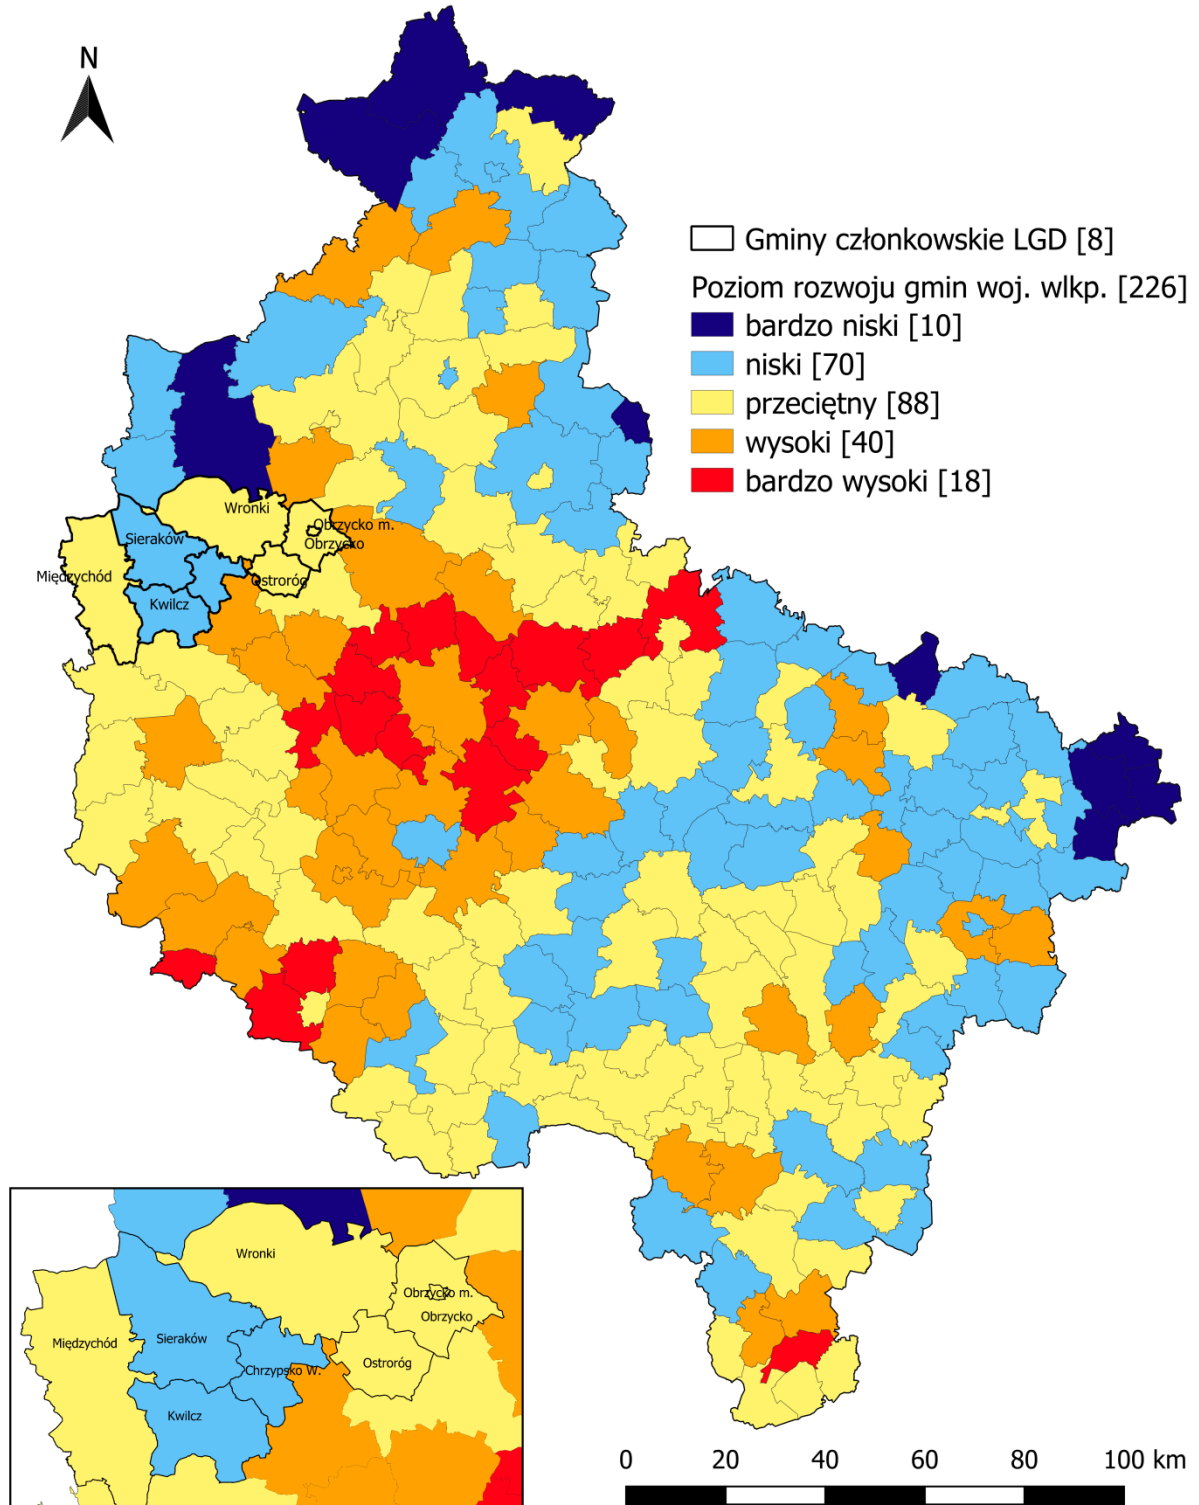 N
Gminy członkowskie LGD [8]
Poziom rozwoju gmin woj. wlkp. [226]
bardzo niski [10]
niski [70]
przeciętny [88]
wysoki [40]
bardzo wysoki [18]
Wronki
Obrzycko m.
Sieraków
Obrzycko
Międzychód
Ostroróg
Kwilcz
Wronki
Obrzycko m.
Obrzycko
Międzychód
Sieraków
Ostroróg
Chrzypsko W.
Kwilcz
0 20 40 60 80 100 km